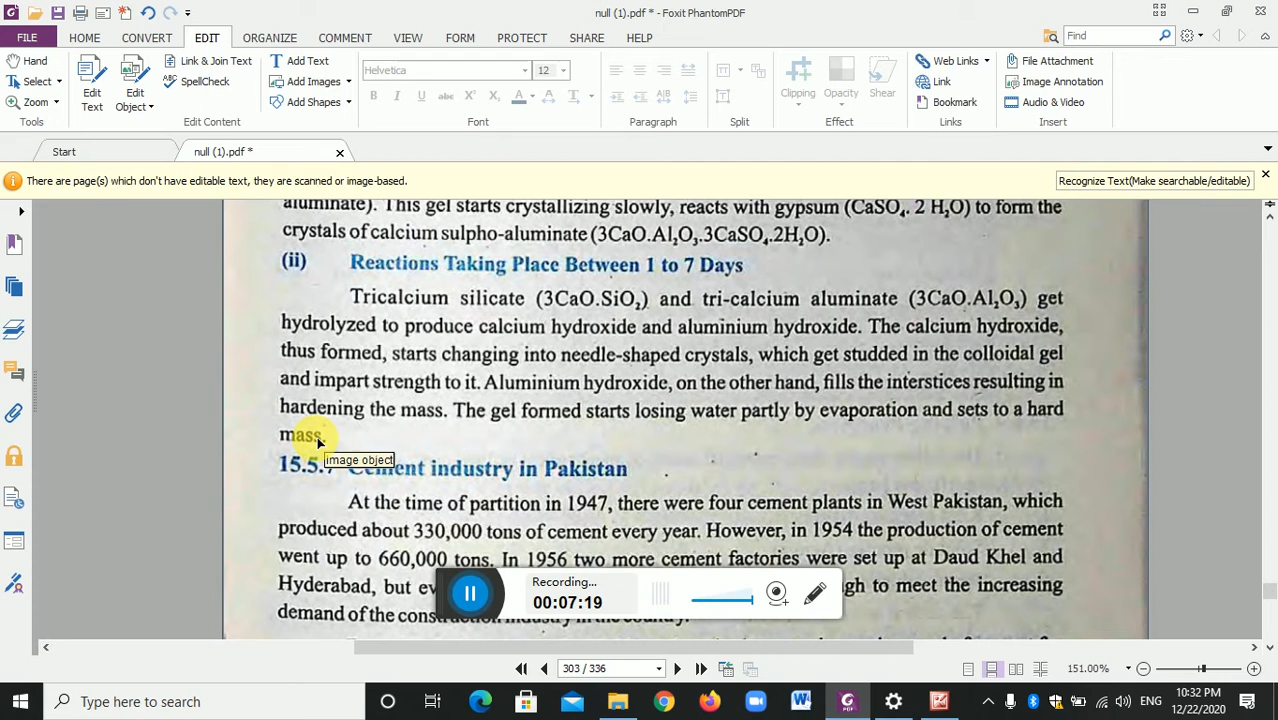 null (1).pdf * - Foxit PhantomPDF
FILE HOME CONVERT EDIT ORGANIZE COMMENT VIEW FORM PROTECT SHARE HELP Find
Hand
Select
Zoom
Tools
Edit Text
Edit Object
Link & Join Text
SpellCheck
Edit Content
Add Text
Add Images
Add Shapes
Helvetica 12
B I U abc X² X₂ A
Font
Paragraph
Split
Clipping Opacity Shear
Effect
Web Links
Link
Bookmark
Links
File Attachment
Image Annotation
Audio & Video
Insert
Start null (1).pdf *
There are page(s) which don't have editable text, they are scanned or image-based. Recognize Text(Make searchable/editable)
aluminate). This gel starts crystallizing slowly, reacts with gypsum (CaSO₄. 2 H₂O) to form the
crystals of calcium sulpho-aluminate (3CaO.Al₂O₃.3CaSO₄.2H₂O).
(ii) Reactions Taking Place Between 1 to 7 Days
Tricalcium silicate (3CaO.SiO₂) and tri-calcium aluminate (3CaO.Al₂O₃) get
hydrolyzed to produce calcium hydroxide and aluminium hydroxide. The calcium hydroxide,
thus formed, starts changing into needle-shaped crystals, which get studded in the colloidal gel
and impart strength to it. Aluminium hydroxide, on the other hand, fills the interstices resulting in
hardening the mass. The gel formed starts losing water partly by evaporation and sets to a hard
mass.
image object
15.5.7 Cement industry in Pakistan
At the time of partition in 1947, there were four cement plants in West Pakistan, which
produced about 330,000 tons of cement every year. However, in 1954 the production of cement
went up to 660,000 tons. In 1956 two more cement factories were set up at Daud Khel and
Hyderabad, but to meet the increasing
demand of the construction industry in the country.
Recording...
00:07:19
303 / 336 151.00%
Type here to search
ENG
10:32 PM
12/22/2020